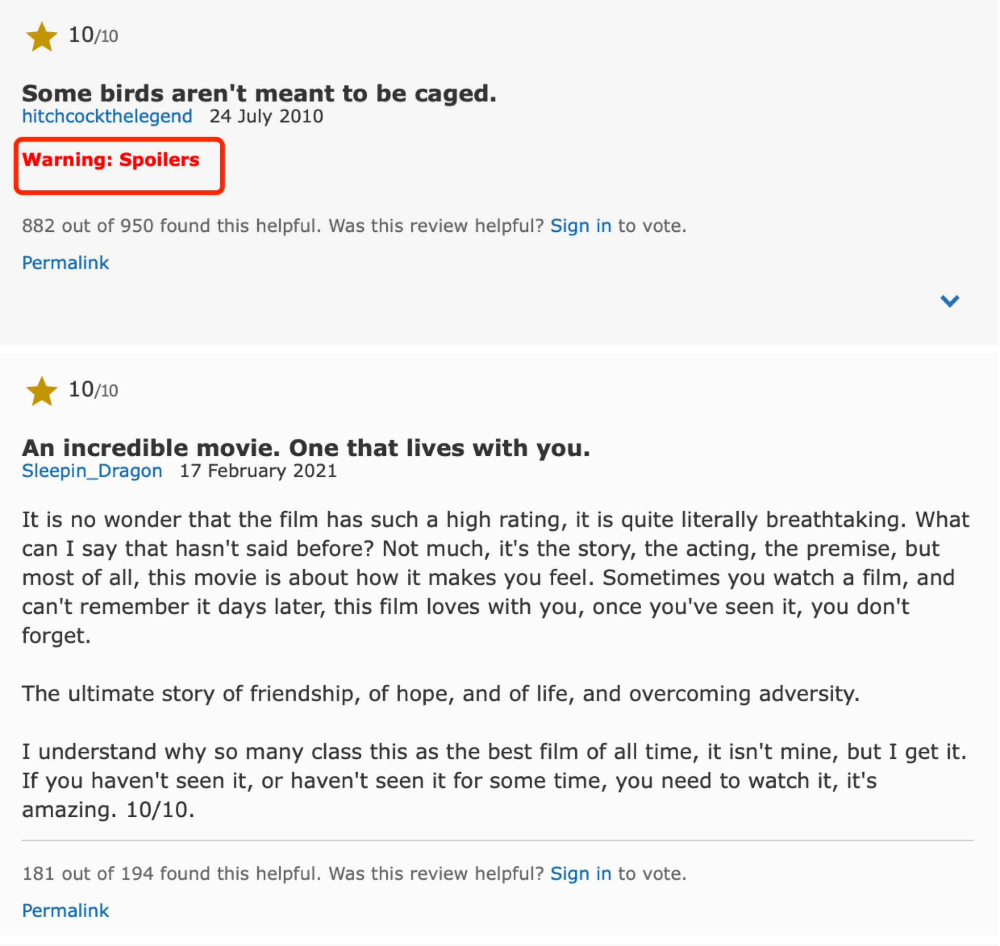 10/10
Some birds aren't meant to be caged.
hitchcockthelegend 24 July 2010
Warning: Spoilers
882 out of 950 found this helpful. Was this review helpful? Sign in to vote.
Permalink
10/10
An incredible movie. One that lives with you.
Sleepin_Dragon 17 February 2021
It is no wonder that the film has such a high rating, it is quite literally breathtaking. What
can I say that hasn't said before? Not much, it's the story, the acting, the premise, but
most of all, this movie is about how it makes you feel. Sometimes you watch a film, and
can't remember it days later, this film loves with you, once you've seen it, you don't
forget.
The ultimate story of friendship, of hope, and of life, and overcoming adversity.
I understand why so many class this as the best film of all time, it isn't mine, but I get it.
If you haven't seen it, or haven't seen it for some time, you need to watch it, it's
amazing. 10/10.
181 out of 194 found this helpful. Was this review helpful? Sign in to vote.
Permalink